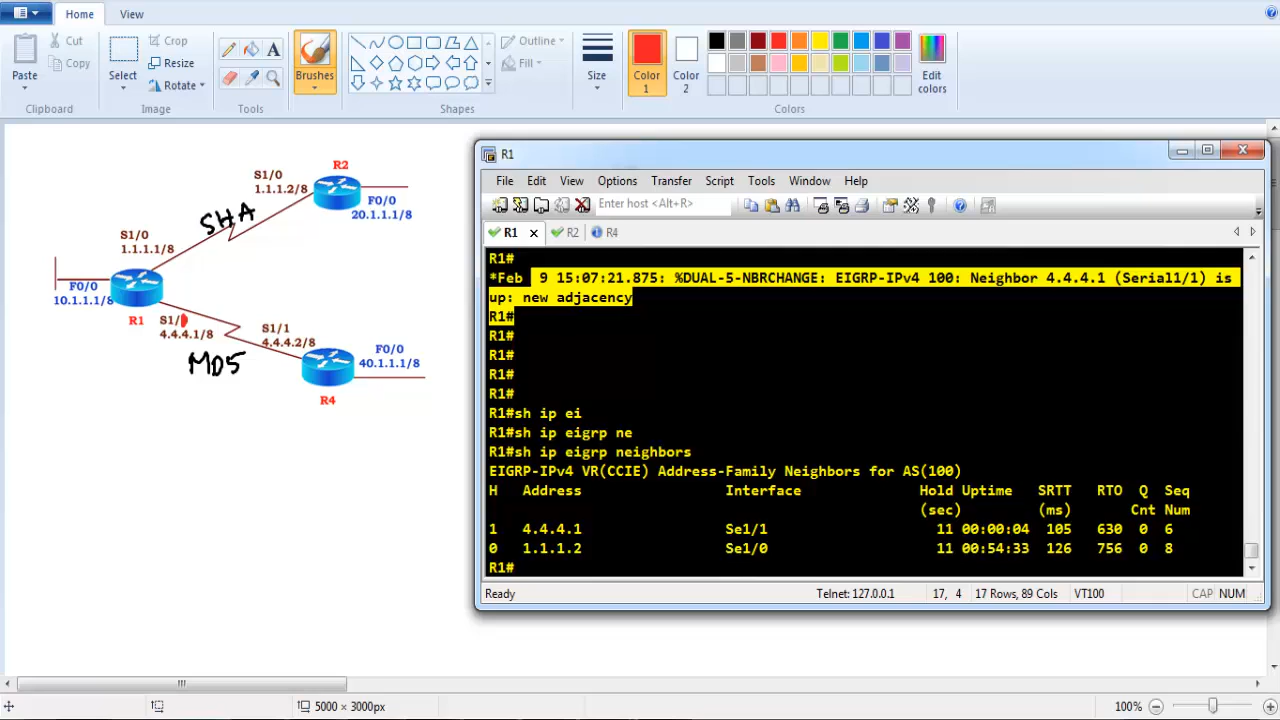 Home
View
Paste
Cut
Copy
Clipboard
Select
Crop
Resize
Rotate
Image
Tools
Brushes
Outline
Fill
Shapes
Size
Color 1
Color 2
Edit colors
Colors
R2
S1/0
1.1.1.2/8
F0/0
20.1.1.1/8
SHA
S1/0
1.1.1.1/8
F0/0
10.1.1.1/8
R1
S1/
4.4.4.1/8
S1/1
4.4.4.2/8
MD5
F0/0
40.1.1.1/8
R4
R1
File Edit View Options Transfer Script Tools Window Help
Enter host <Alt+R>
R1 R2 R4
R1#
*Feb 9 15:07:21.875: %DUAL-5-NBRCHANGE: EIGRP-IPv4 100: Neighbor 4.4.4.1 (Serial1/1) is
up: new adjacency
R1#
R1#
R1#
R1#
R1#
R1#sh ip ei
R1#sh ip eigrp ne
R1#sh ip eigrp neighbors
EIGRP-IPv4 VR(CCIE) Address-Family Neighbors for AS(100)
H Address Interface Hold Uptime SRTT RTO Q Seq
(sec) (ms) Cnt Num
1 4.4.4.1 Se1/1 11 00:00:04 105 630 0 6
0 1.1.1.2 Se1/0 11 00:54:33 126 756 0 8
R1#
Ready Telnet: 127.0.0.1 17, 4 17 Rows, 89 Cols VT100 CAP NUM
5000 × 3000px 100%